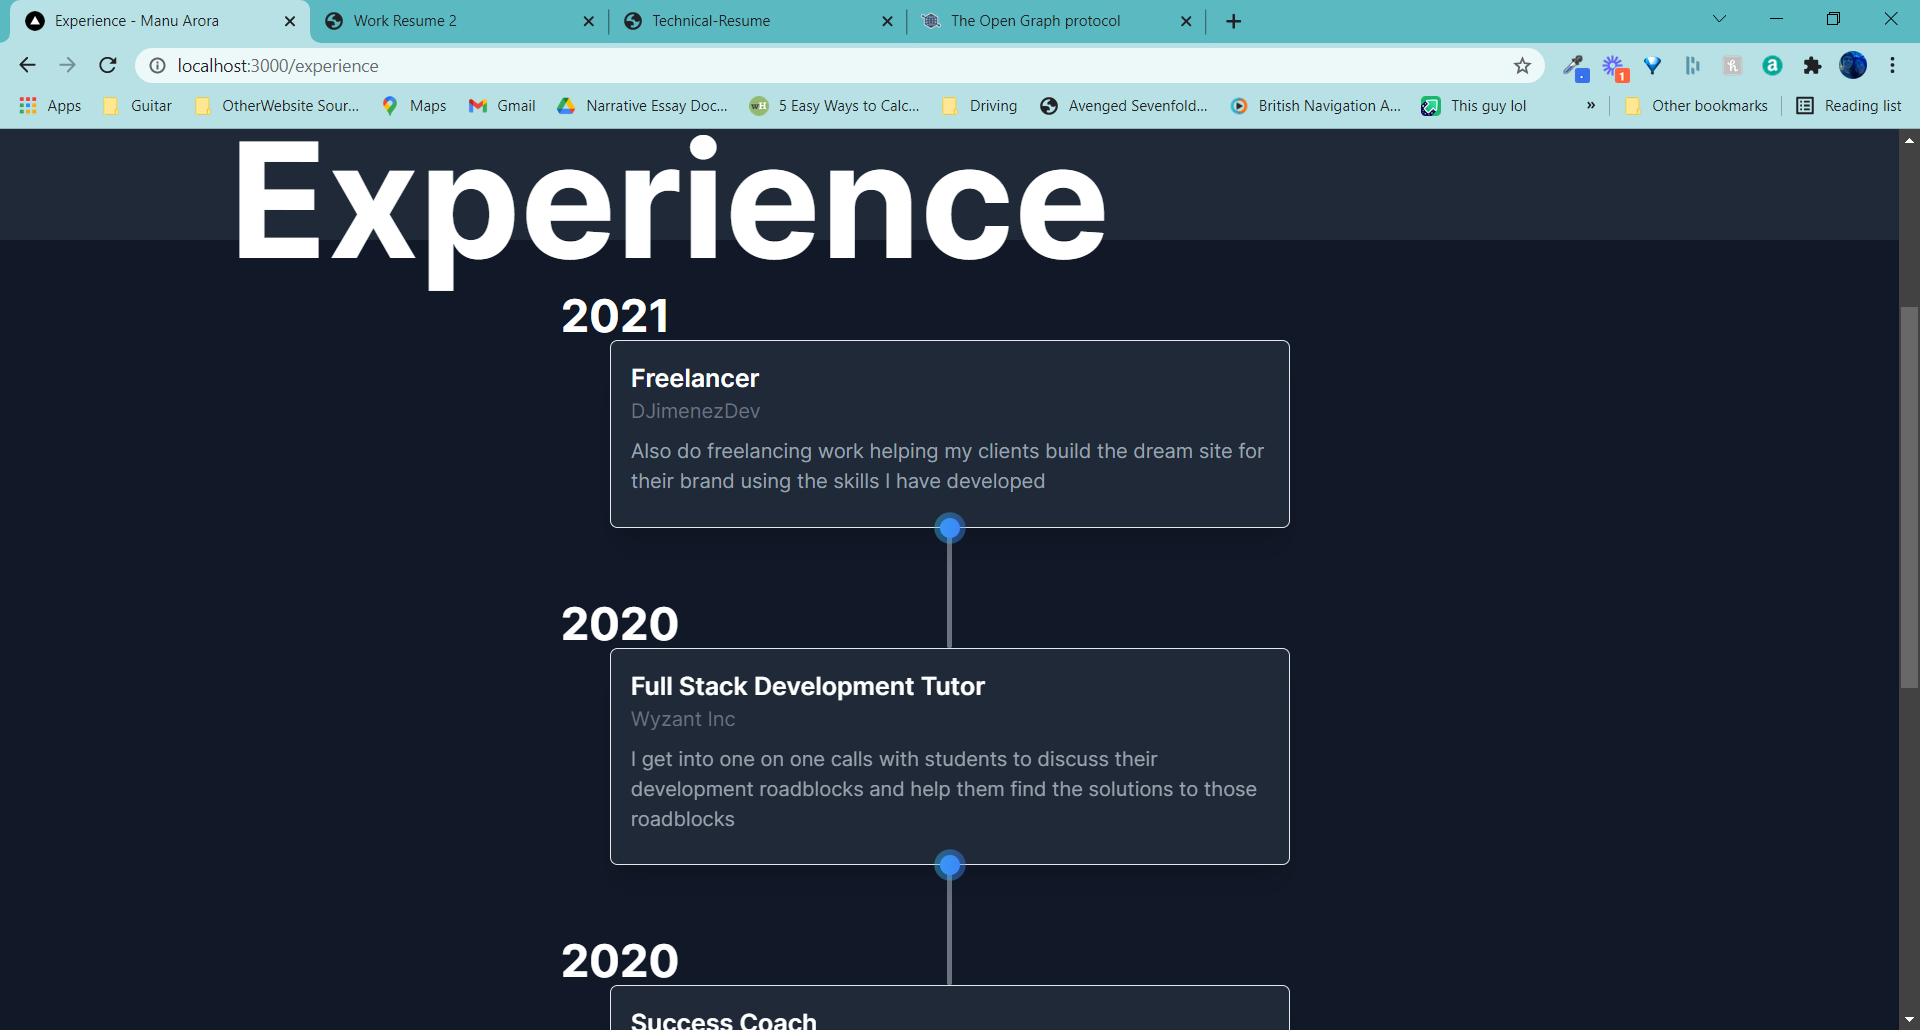 Experience - Manu Arora
Work Resume 2
Technical-Resume
The Open Graph protocol
localhost:3000/experience
1
Apps
Guitar
OtherWebsite Sour...
Maps
Gmail
Narrative Essay Doc...
wH
5 Easy Ways to Calc...
Driving
Avenged Sevenfold...
British Navigation A...
This guy lol
»
Other bookmarks
Reading list
Experience
2021
Freelancer
DJimenezDev
Also do freelancing work helping my clients build the dream site for
their brand using the skills I have developed
2020
Full Stack Development Tutor
Wyzant Inc
I get into one on one calls with students to discuss their
development roadblocks and help them find the solutions to those
roadblocks
2020
Success Coach